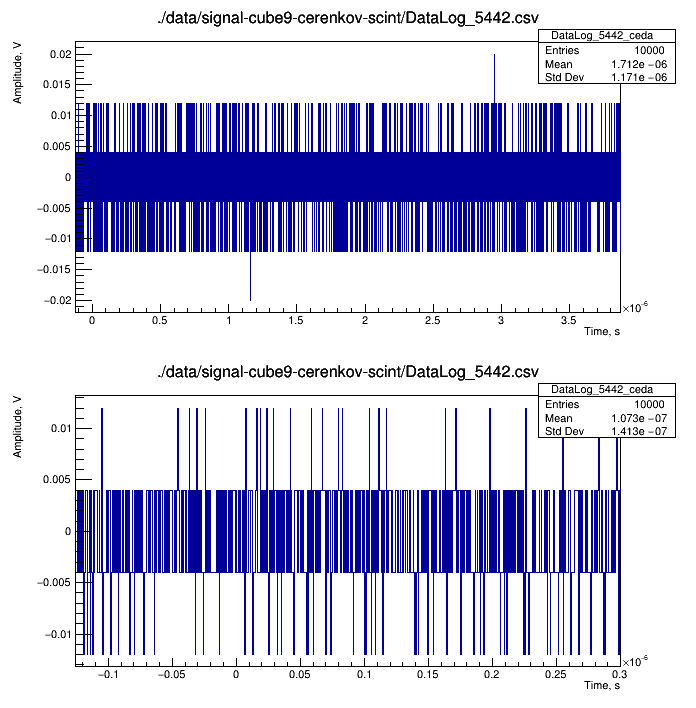 ./data/signal-cube9-cerenkov-scint/DataLog_5442.csv
DataLog_5442_ceda
Entries 10000
Mean 1.712e −06
Std Dev 1.171e −06
Amplitude, V
0.02
0.015
0.01
0.005
0
−0.005
−0.01
−0.015
−0.02
0 0.5 1 1.5 2 2.5 3 3.5
×10⁻⁶
Time, s
./data/signal-cube9-cerenkov-scint/DataLog_5442.csv
DataLog_5442_ceda
Entries 10000
Mean 1.073e −07
Std Dev 1.413e −07
Amplitude, V
0.01
0.005
0
−0.005
−0.01
−0.1 −0.05 0 0.05 0.1 0.15 0.2 0.25 0.3
×10⁻⁶
Time, s